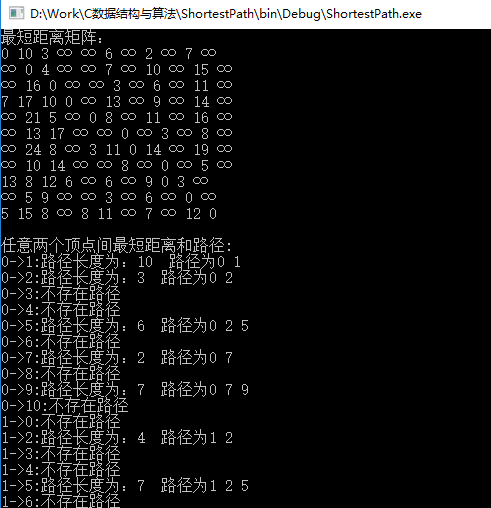 D:\Work\C数据结构与算法\ShortestPath\bin\Debug\ShortestPath.exe
最短距离矩阵:
0 10 3 ∞ ∞ 6 ∞ 2 ∞ 7 ∞
∞ 0 4 ∞ ∞ 7 ∞ 10 ∞ 15 ∞
∞ 16 0 ∞ ∞ 3 ∞ 6 ∞ 11 ∞
7 17 10 0 ∞ 13 ∞ 9 ∞ 14 ∞
∞ 21 5 ∞ 0 8 ∞ 11 ∞ 16 ∞
∞ 13 17 ∞ ∞ 0 ∞ 3 ∞ 8 ∞
∞ 24 8 ∞ 3 11 0 14 ∞ 19 ∞
∞ 10 14 ∞ ∞ 8 ∞ 0 ∞ 5 ∞
13 8 12 6 ∞ 6 ∞ 9 0 3 ∞
∞ 5 9 ∞ ∞ 3 ∞ 6 ∞ 0 ∞
5 15 8 ∞ 8 11 ∞ 7 ∞ 12 0
任意两个顶点间最短距离和路径:
0->1:路径长度为: 10  路径为0 1
0->2:路径长度为: 3  路径为0 2
0->3:不存在路径
0->4:不存在路径
0->5:路径长度为: 6  路径为0 2 5
0->6:不存在路径
0->7:路径长度为: 2  路径为0 7
0->8:不存在路径
0->9:路径长度为: 7  路径为0 7 9
0->10:不存在路径
1->0:不存在路径
1->2:路径长度为: 4  路径为1 2
1->3:不存在路径
1->4:不存在路径
1->5:路径长度为: 7  路径为1 2 5
1->6:不存在路径